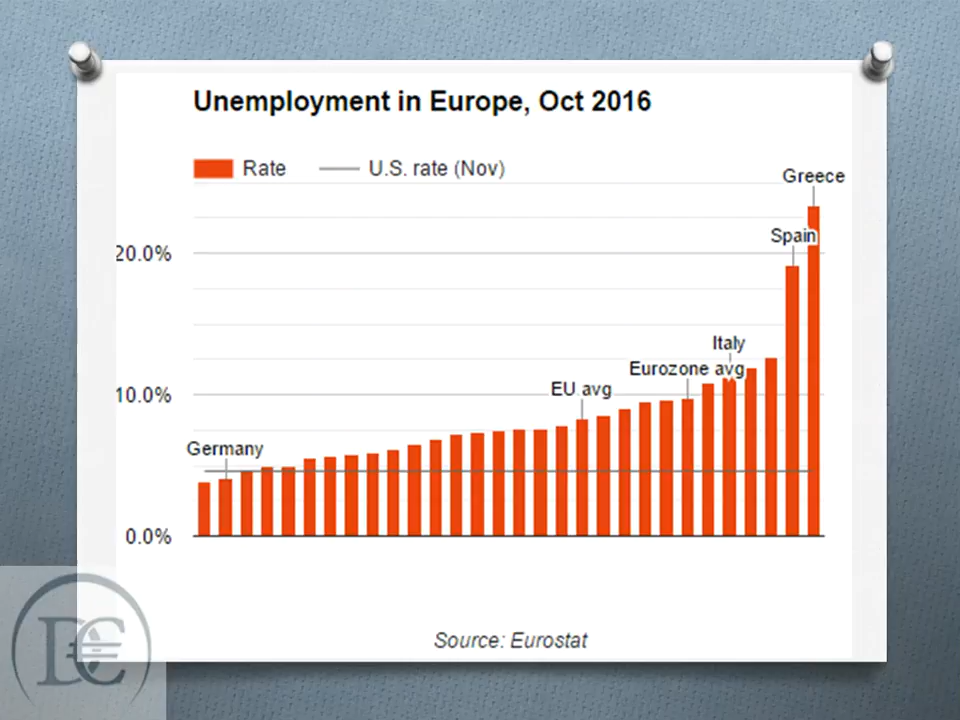 Unemployment in Europe, Oct 2016
Rate
U.S. rate (Nov)
Greece
20.0%
Spain
Italy
Eurozone avg
10.0%
EU avg
Germany
0.0%
Source: Eurostat
DC